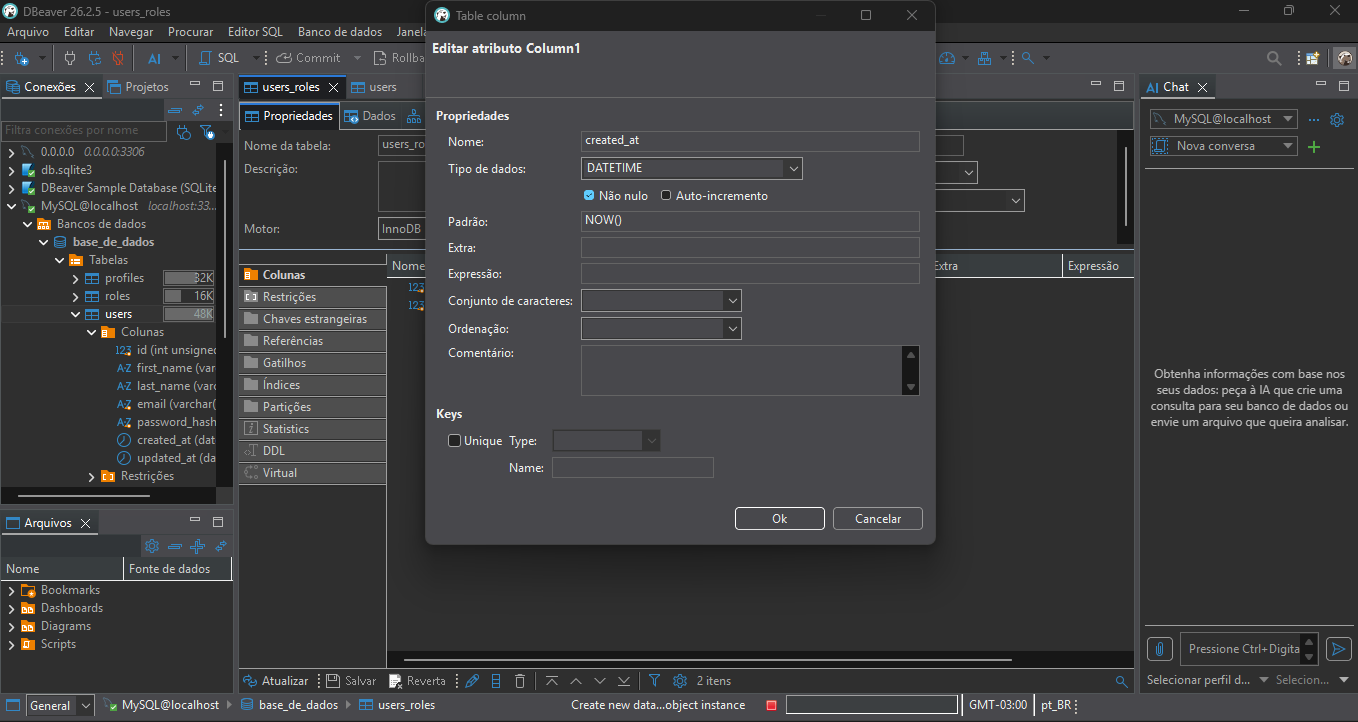 DBeaver 26.2.5 - users_roles
Arquivo Editar Navegar Procurar Editor SQL Banco de dados Janela
AI SQL Commit Rollba
Conexões Projetos
Filtra conexões por nome
0.0.0.0 0.0.0.0:3306
db.sqlite3
DBeaver Sample Database (SQLite
MySQL@localhost localhost:33...
Bancos de dados
base_de_dados
Tabelas
profiles 32K
roles 16K
users 48K
Colunas
123 id (int unsigned
A-Z first_name (var
A-Z last_name (varc
A-Z email (varchar(
A-Z password_hash
created_at (dat
updated_at (da
Restrições
Arquivos
Nome Fonte de dados
Bookmarks
Dashboards
Diagrams
Scripts
users_roles users
Propriedades Dados
Nome da tabela: users_ro
Descrição:
Motor: InnoDB
Colunas
Restrições
Chaves estrangeiras
Referências
Gatilhos
Índices
Partições
Statistics
DDL
Virtual
Nome Extra Expressão
123
123
Table column
Editar atributo Column1
Propriedades
Nome: created_at
Tipo de dados: DATETIME
Não nulo Auto-incremento
Padrão: NOW()
Extra:
Expressão:
Conjunto de caracteres:
Ordenação:
Comentário:
Keys
Unique Type:
Name:
Ok Cancelar
Atualizar Salvar Reverta 2 itens
AI Chat
MySQL@localhost ...
Nova conversa
Obtenha informações com base nos
seus dados: peça à IA que crie uma
consulta para seu banco de dados ou
envie um arquivo que queira analisar.
Pressione Ctrl+Digita
Selecionar perfil d... Selecion...
General MySQL@localhost base_de_dados users_roles Create new data...object instance GMT-03:00 pt_BR